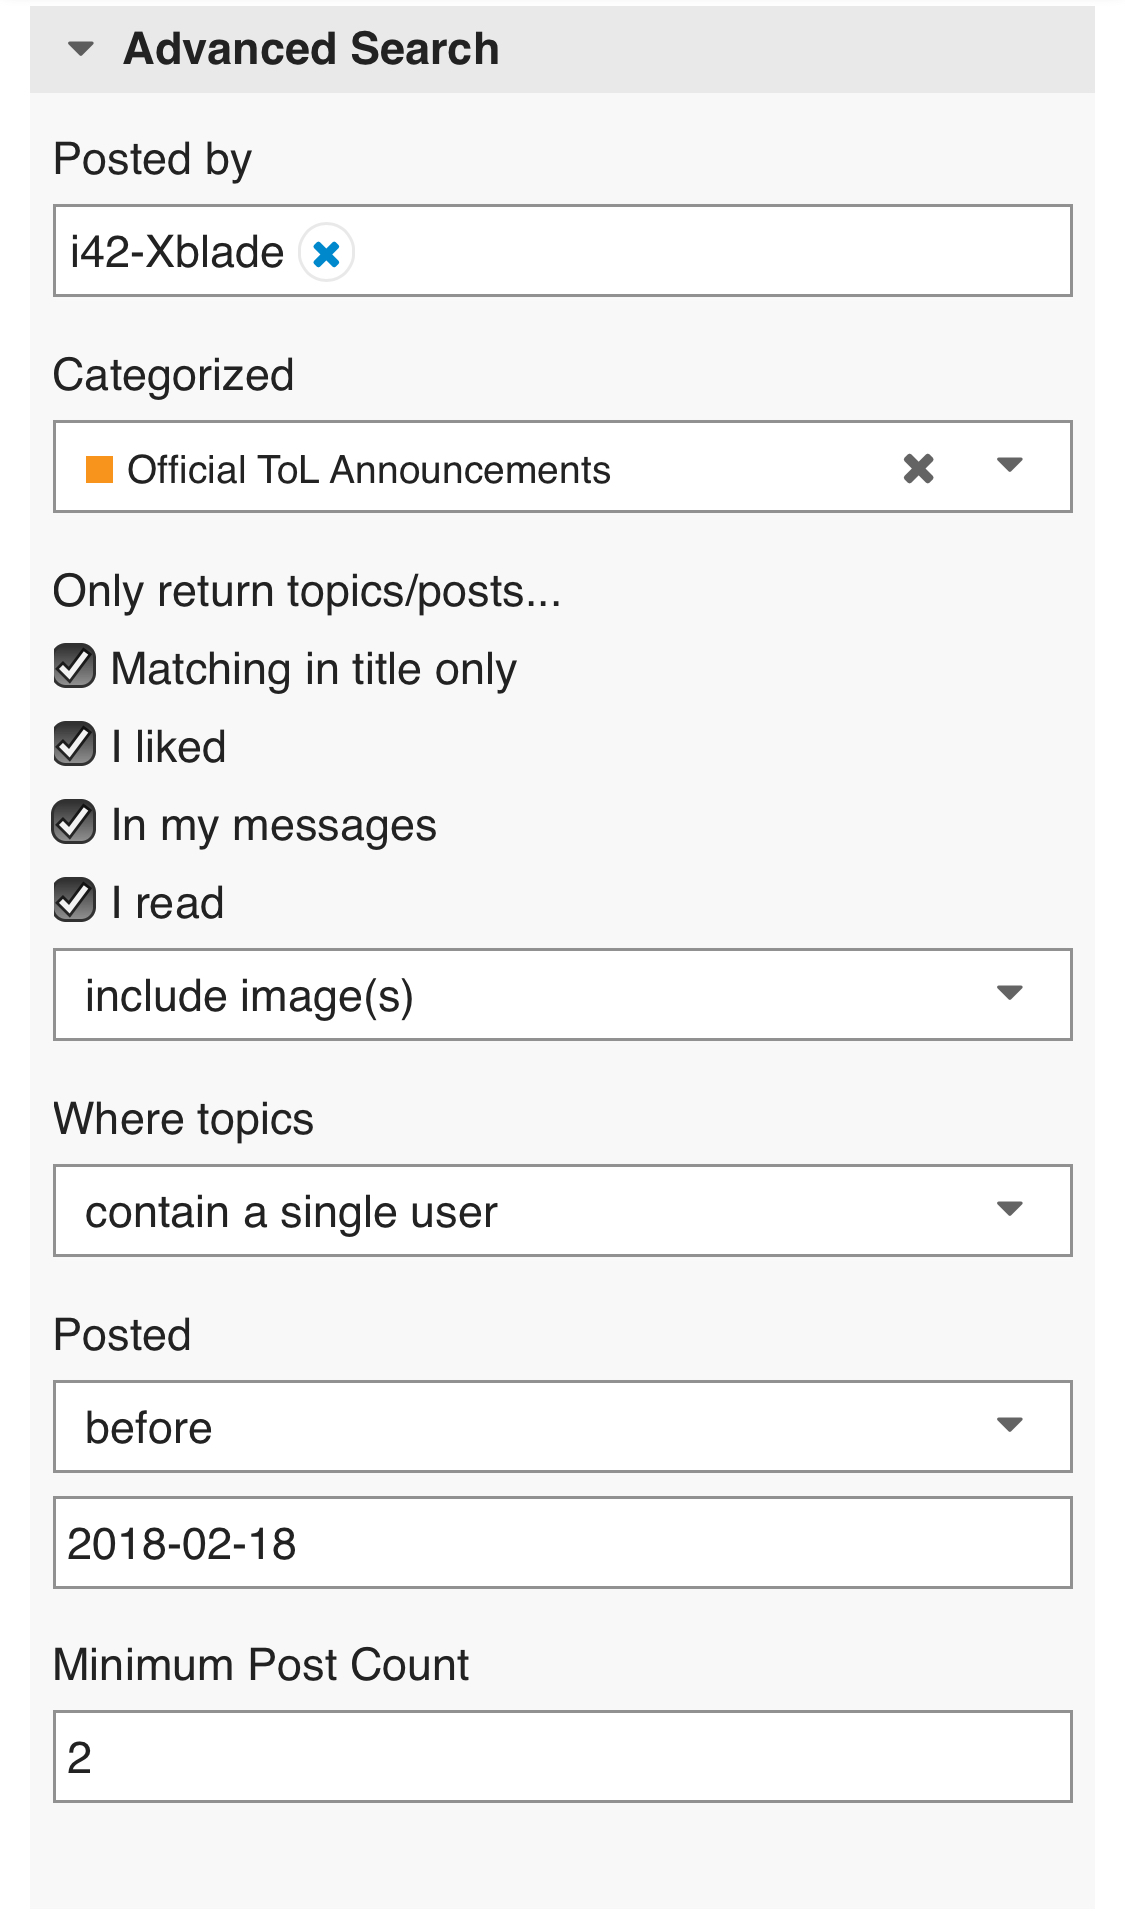 Advanced Search
Posted by
i42-Xblade
Categorized
Official ToL Announcements
Only return topics/posts...
Matching in title only
I liked
In my messages
I read
include image(s)
Where topics
contain a single user
Posted
before
2018-02-18
Minimum Post Count
2